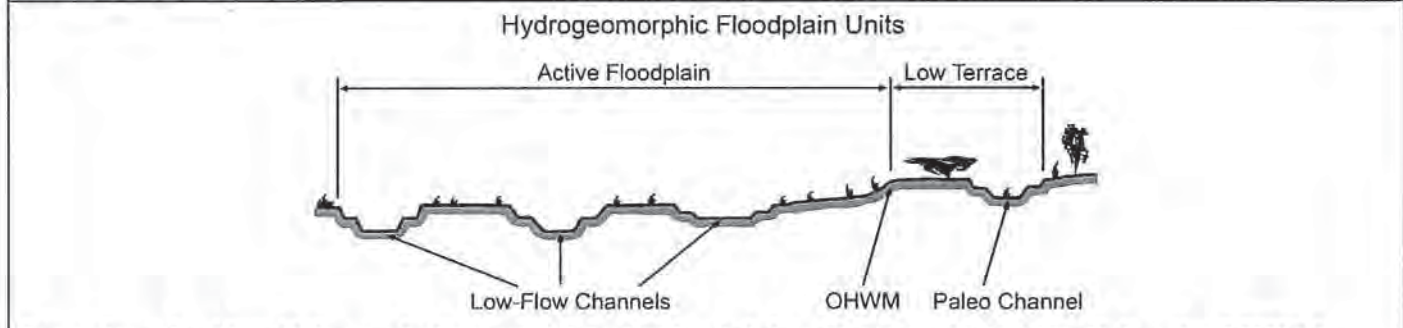 Hydrogeomorphic Floodplain Units
Active Floodplain
Low Terrace
Low-Flow Channels
OHWM
Paleo Channel